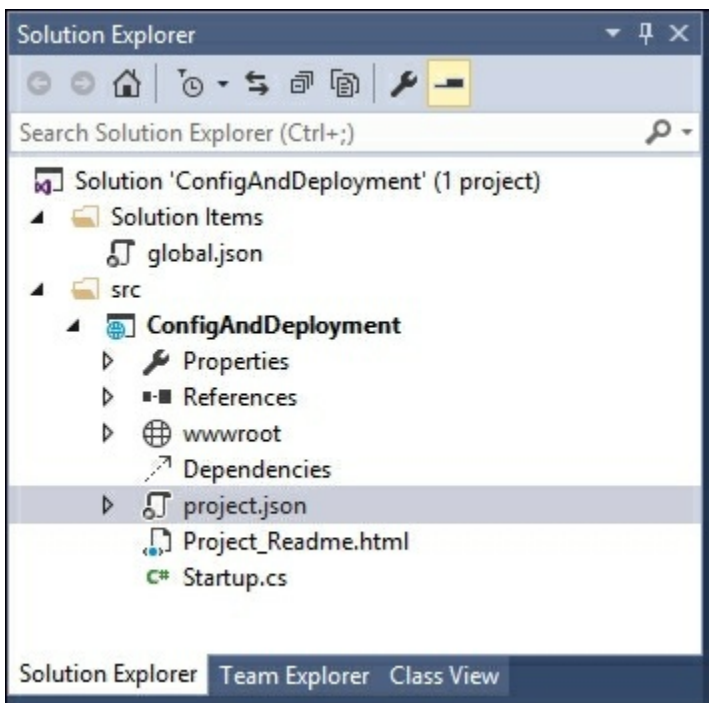 Solution Explorer
Search Solution Explorer (Ctrl+;)
Solution 'ConfigAndDeployment' (1 project)
Solution Items
global.json
src
ConfigAndDeployment
Properties
References
wwwroot
Dependencies
project.json
Project_Readme.html
C# Startup.cs
Solution Explorer Team Explorer Class View